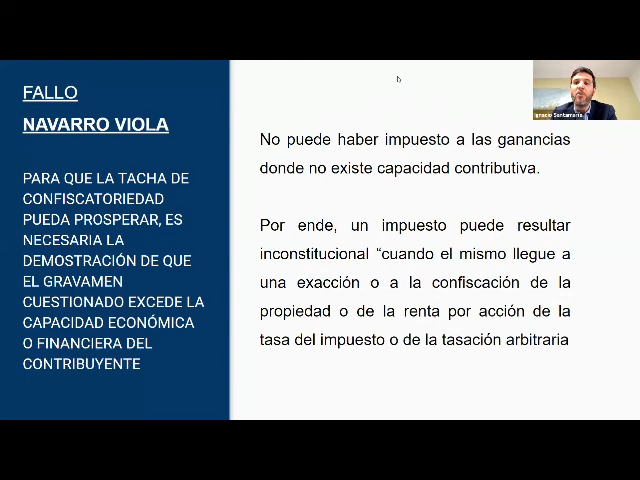 FALLO
NAVARRO VIOLA
PARA QUE LA TACHA DE
CONFISCATORIEDAD
PUEDA PROSPERAR, ES
NECESARIA LA
DEMOSTRACIÓN DE QUE
EL GRAVAMEN
CUESTIONADO EXCEDE LA
CAPACIDAD ECONÓMICA
O FINANCIERA DEL
CONTRIBUYENTE
No puede haber impuesto a las ganancias
donde no existe capacidad contributiva.
Por ende, un impuesto puede resultar
inconstitucional “cuando el mismo llegue a
una exacción o a la confiscación de la
propiedad o de la renta por acción de la
tasa del impuesto o de la tasación arbitraria
Ignacio Santamaria